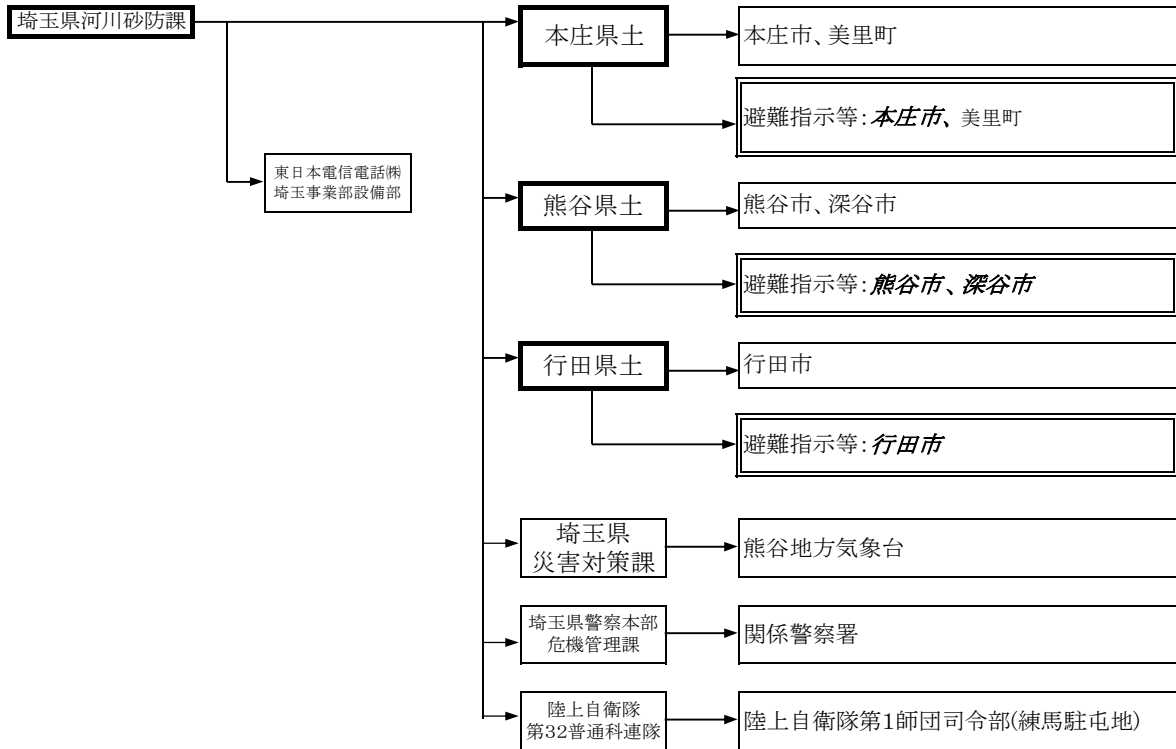 埼玉県河川砂防課
本庄県土
本庄市、美里町
避難指示等：本庄市、美里町
東日本電信電話㈱
埼玉事業部設備部
熊谷県土
熊谷市、深谷市
避難指示等：熊谷市、深谷市
行田県土
行田市
避難指示等：行田市
埼玉県
災害対策課
熊谷地方気象台
埼玉県警察本部
危機管理課
関係警察署
陸上自衛隊
第32普通科連隊
陸上自衛隊第1師団司令部(練馬駐屯地)